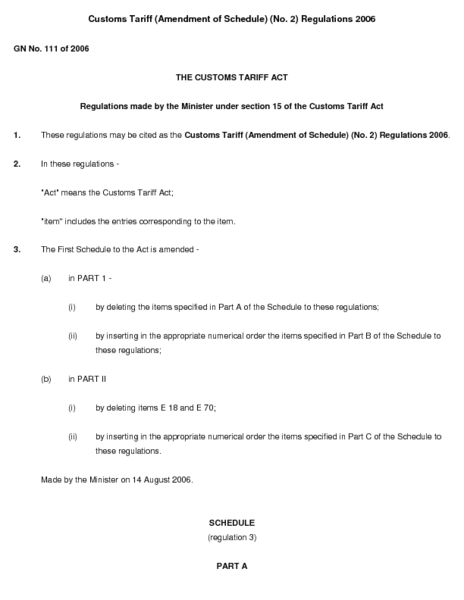 Customs Tariff (Amendment of Schedule) (No. 2) Regulations 2006
GN No. 111 of 2006
THE CUSTOMS TARIFF ACT
Regulations made by the Minister under section 15 of the Customs Tariff Act
1. These regulations may be cited as the Customs Tariff (Amendment of Schedule) (No. 2) Regulations 2006.
2. In these regulations -
"Act" means the Customs Tariff Act;
"item" includes the entries corresponding to the item.
3. The First Schedule to the Act is amended -
(a) in PART 1 -
(i) by deleting the items specified in Part A of the Schedule to these regulations;
(ii) by inserting in the appropriate numerical order the items specified in Part B of the Schedule to
these regulations;
(b) in PART II
(i) by deleting items E 18 and E 70;
(ii) by inserting in the appropriate numerical order the items specified in Part C of the Schedule to
these regulations.
Made by the Minister on 14 August 2006.
SCHEDULE
(regulation 3)
PART A